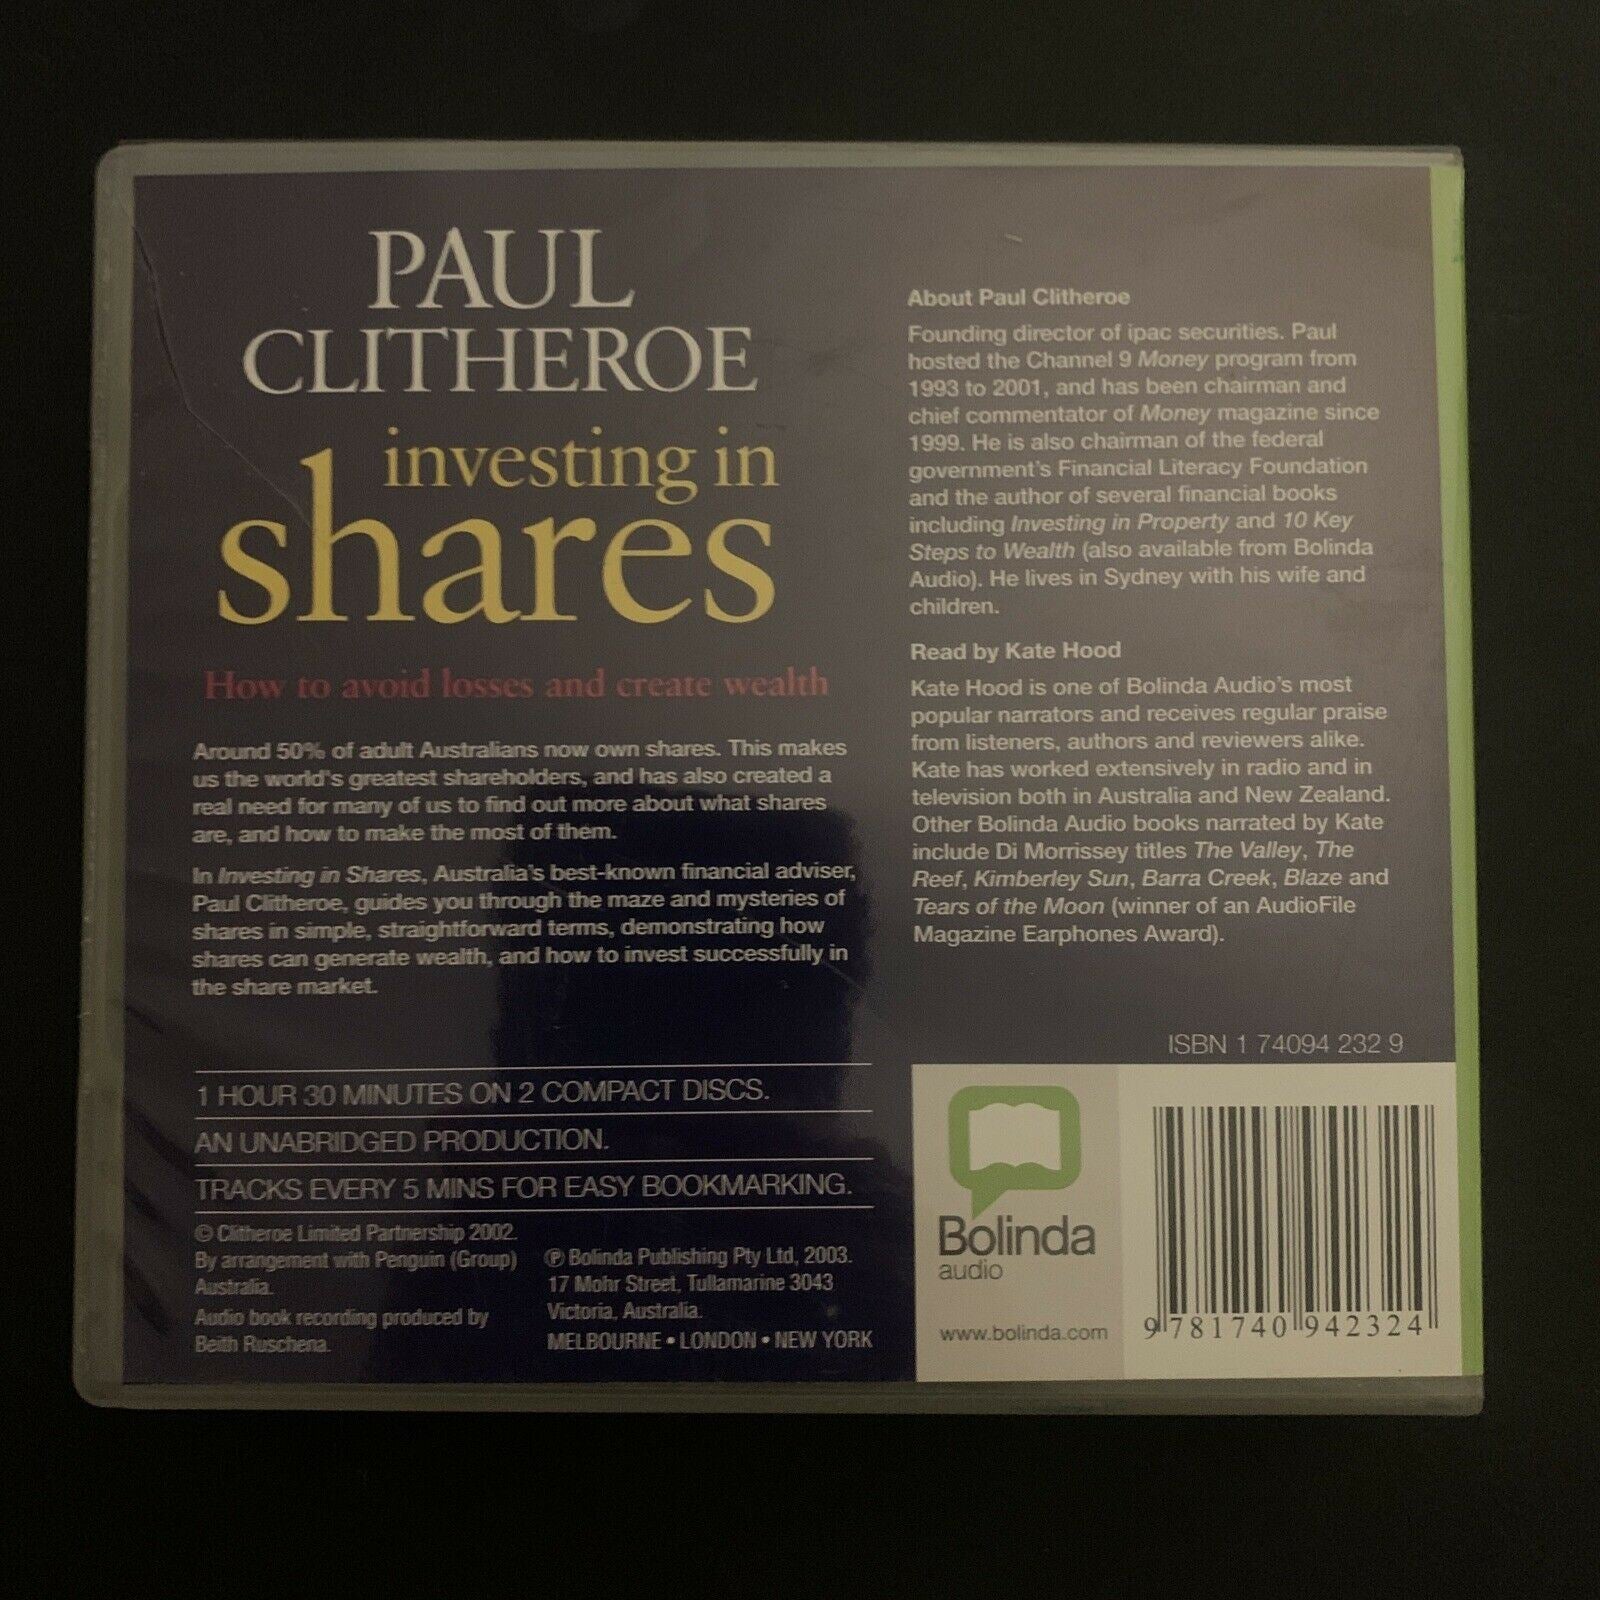 PAUL
CLITHEROE
investing in
shares
How to avoid losses and create wealth
Around 50% of adult Australians now own shares. This makes
us the world's greatest shareholders, and has also created a
real need for many of us to find out more about what shares
are, and how to make the most of them.
In Investing in Shares, Australia's best-known financial adviser,
Paul Clitheroe, guides you through the maze and mysteries of
shares in simple, straightforward terms, demonstrating how
shares can generate wealth, and how to invest successfully in
the share market.
1 HOUR 30 MINUTES ON 2 COMPACT DISCS.
AN UNABRIDGED PRODUCTION.
TRACKS EVERY 5 MINS FOR EASY BOOKMARKING.
© Clitheroe Limited Partnership 2002.
By arrangement with Penguin (Group)
Australia.
Audio book recording produced by
Beith Ruschena.
℗ Bolinda Publishing Pty Ltd, 2003.
17 Mohr Street, Tullamarine 3043
Victoria, Australia.
MELBOURNE • LONDON • NEW YORK
About Paul Clitheroe
Founding director of ipac securities. Paul
hosted the Channel 9 Money program from
1993 to 2001, and has been chairman and
chief commentator of Money magazine since
1999. He is also chairman of the federal
government's Financial Literacy Foundation
and the author of several financial books
including Investing in Property and 10 Key
Steps to Wealth (also available from Bolinda
Audio). He lives in Sydney with his wife and
children.
Read by Kate Hood
Kate Hood is one of Bolinda Audio's most
popular narrators and receives regular praise
from listeners, authors and reviewers alike.
Kate has worked extensively in radio and in
television both in Australia and New Zealand.
Other Bolinda Audio books narrated by Kate
include Di Morrissey titles The Valley, The
Reef, Kimberley Sun, Barra Creek, Blaze and
Tears of the Moon (winner of an AudioFile
Magazine Earphones Award).
ISBN 1 74094 232 9
Bolinda
audio
www.bolinda.com
9 781740 942324